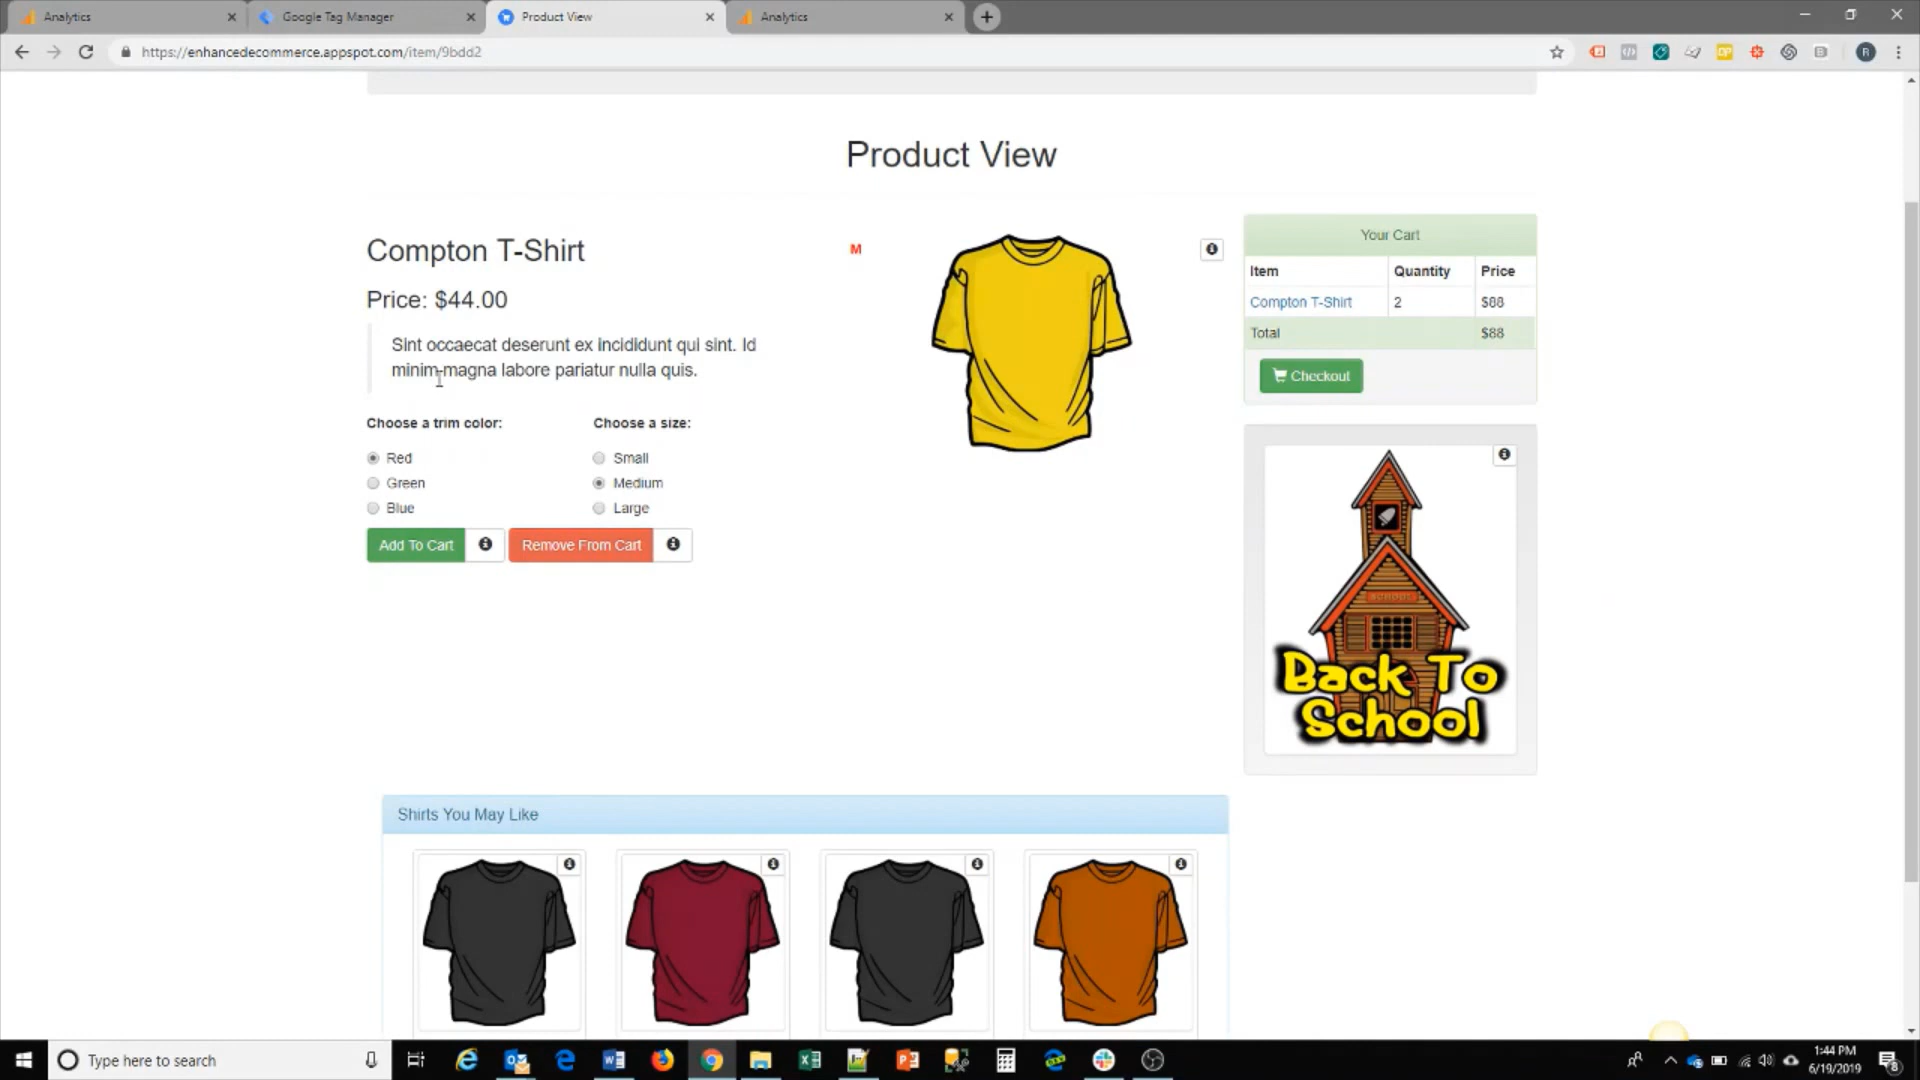 Analytics
Google Tag Manager
Product View
Analytics
https://enhancedecommerce.appspot.com/item/9bdd2
R
Product View
Compton T-Shirt
Price: $44.00
Sint occaecat deserunt ex incididunt qui sint. Id
minim magna labore pariatur nulla quis.
Choose a trim color:
Red
Green
Blue
Choose a size:
Small
Medium
Large
Add To Cart
Remove From Cart
M
Your Cart
Item Quantity Price
Compton T-Shirt 2 $88
Total $88
Checkout
SCHOOL
Back To
School
Shirts You May Like
Type here to search
1:44 PM
6/19/2019
8